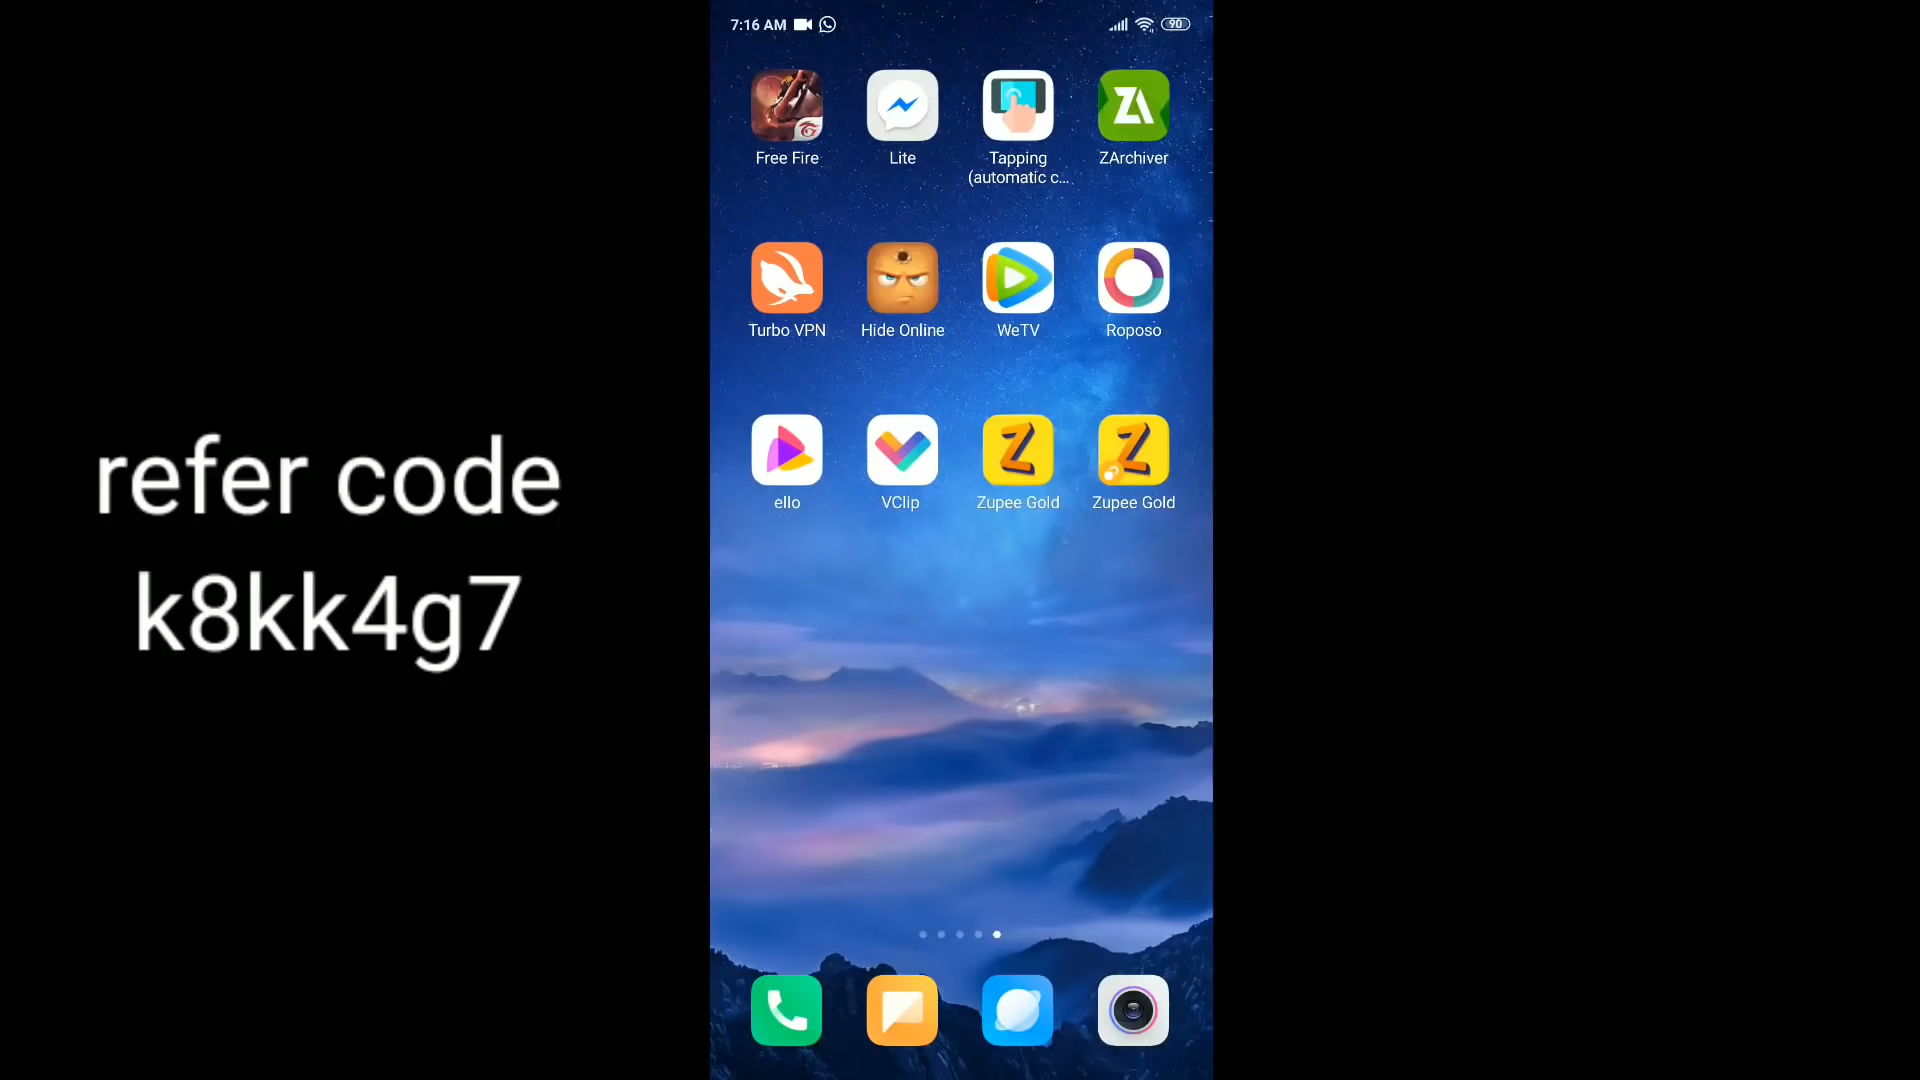 7:16 AM
90
Free Fire
Lite
Tapping
(automatic c...
ZArchiver
Turbo VPN
Hide Online
WeTV
Roposo
ello
VClip
Zupee Gold
Zupee Gold
refer code
k8kk4g7